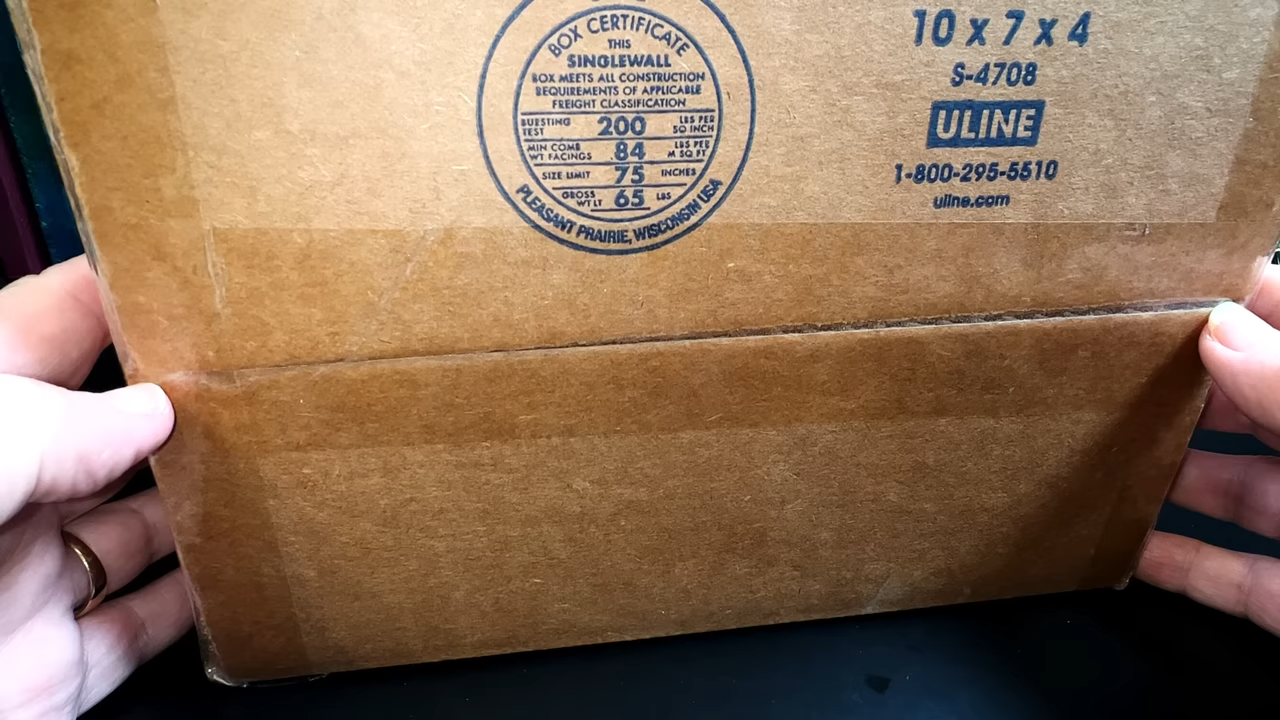 BOX CERTIFICATE
THIS
SINGLEWALL
BOX MEETS ALL CONSTRUCTION
REQUIREMENTS OF APPLICABLE
FREIGHT CLASSIFICATION
BURSTING TEST 200 LBS PER SQ INCH
MIN COMB WT FACINGS 84 LBS PER M SQ FT
SIZE LIMIT 75 INCHES
GROSS WT LT 65 LBS
PLEASANT PRAIRIE, WISCONSIN USA
10 x 7 x 4
S-4708
ULINE
1-800-295-5510
uline.com